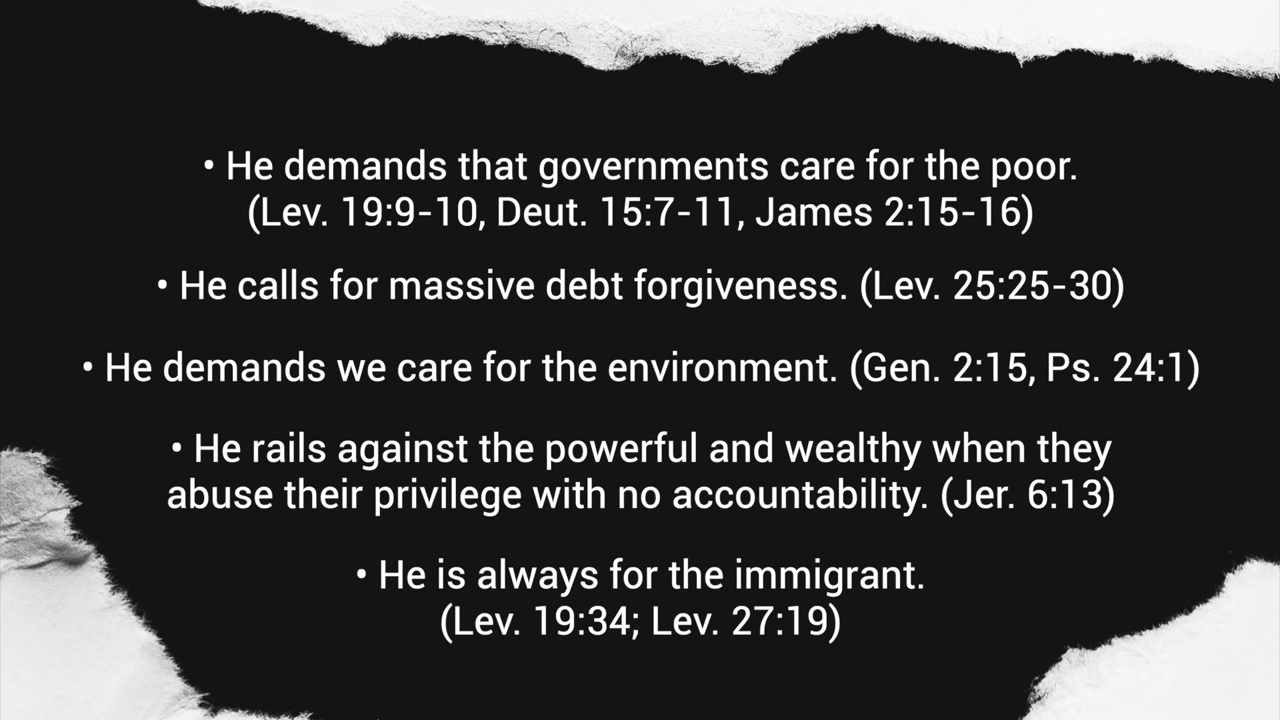 • He demands that governments care for the poor.
(Lev. 19:9-10, Deut. 15:7-11, James 2:15-16)
• He calls for massive debt forgiveness. (Lev. 25:25-30)
• He demands we care for the environment. (Gen. 2:15, Ps. 24:1)
• He rails against the powerful and wealthy when they
abuse their privilege with no accountability. (Jer. 6:13)
• He is always for the immigrant.
(Lev. 19:34; Lev. 27:19)